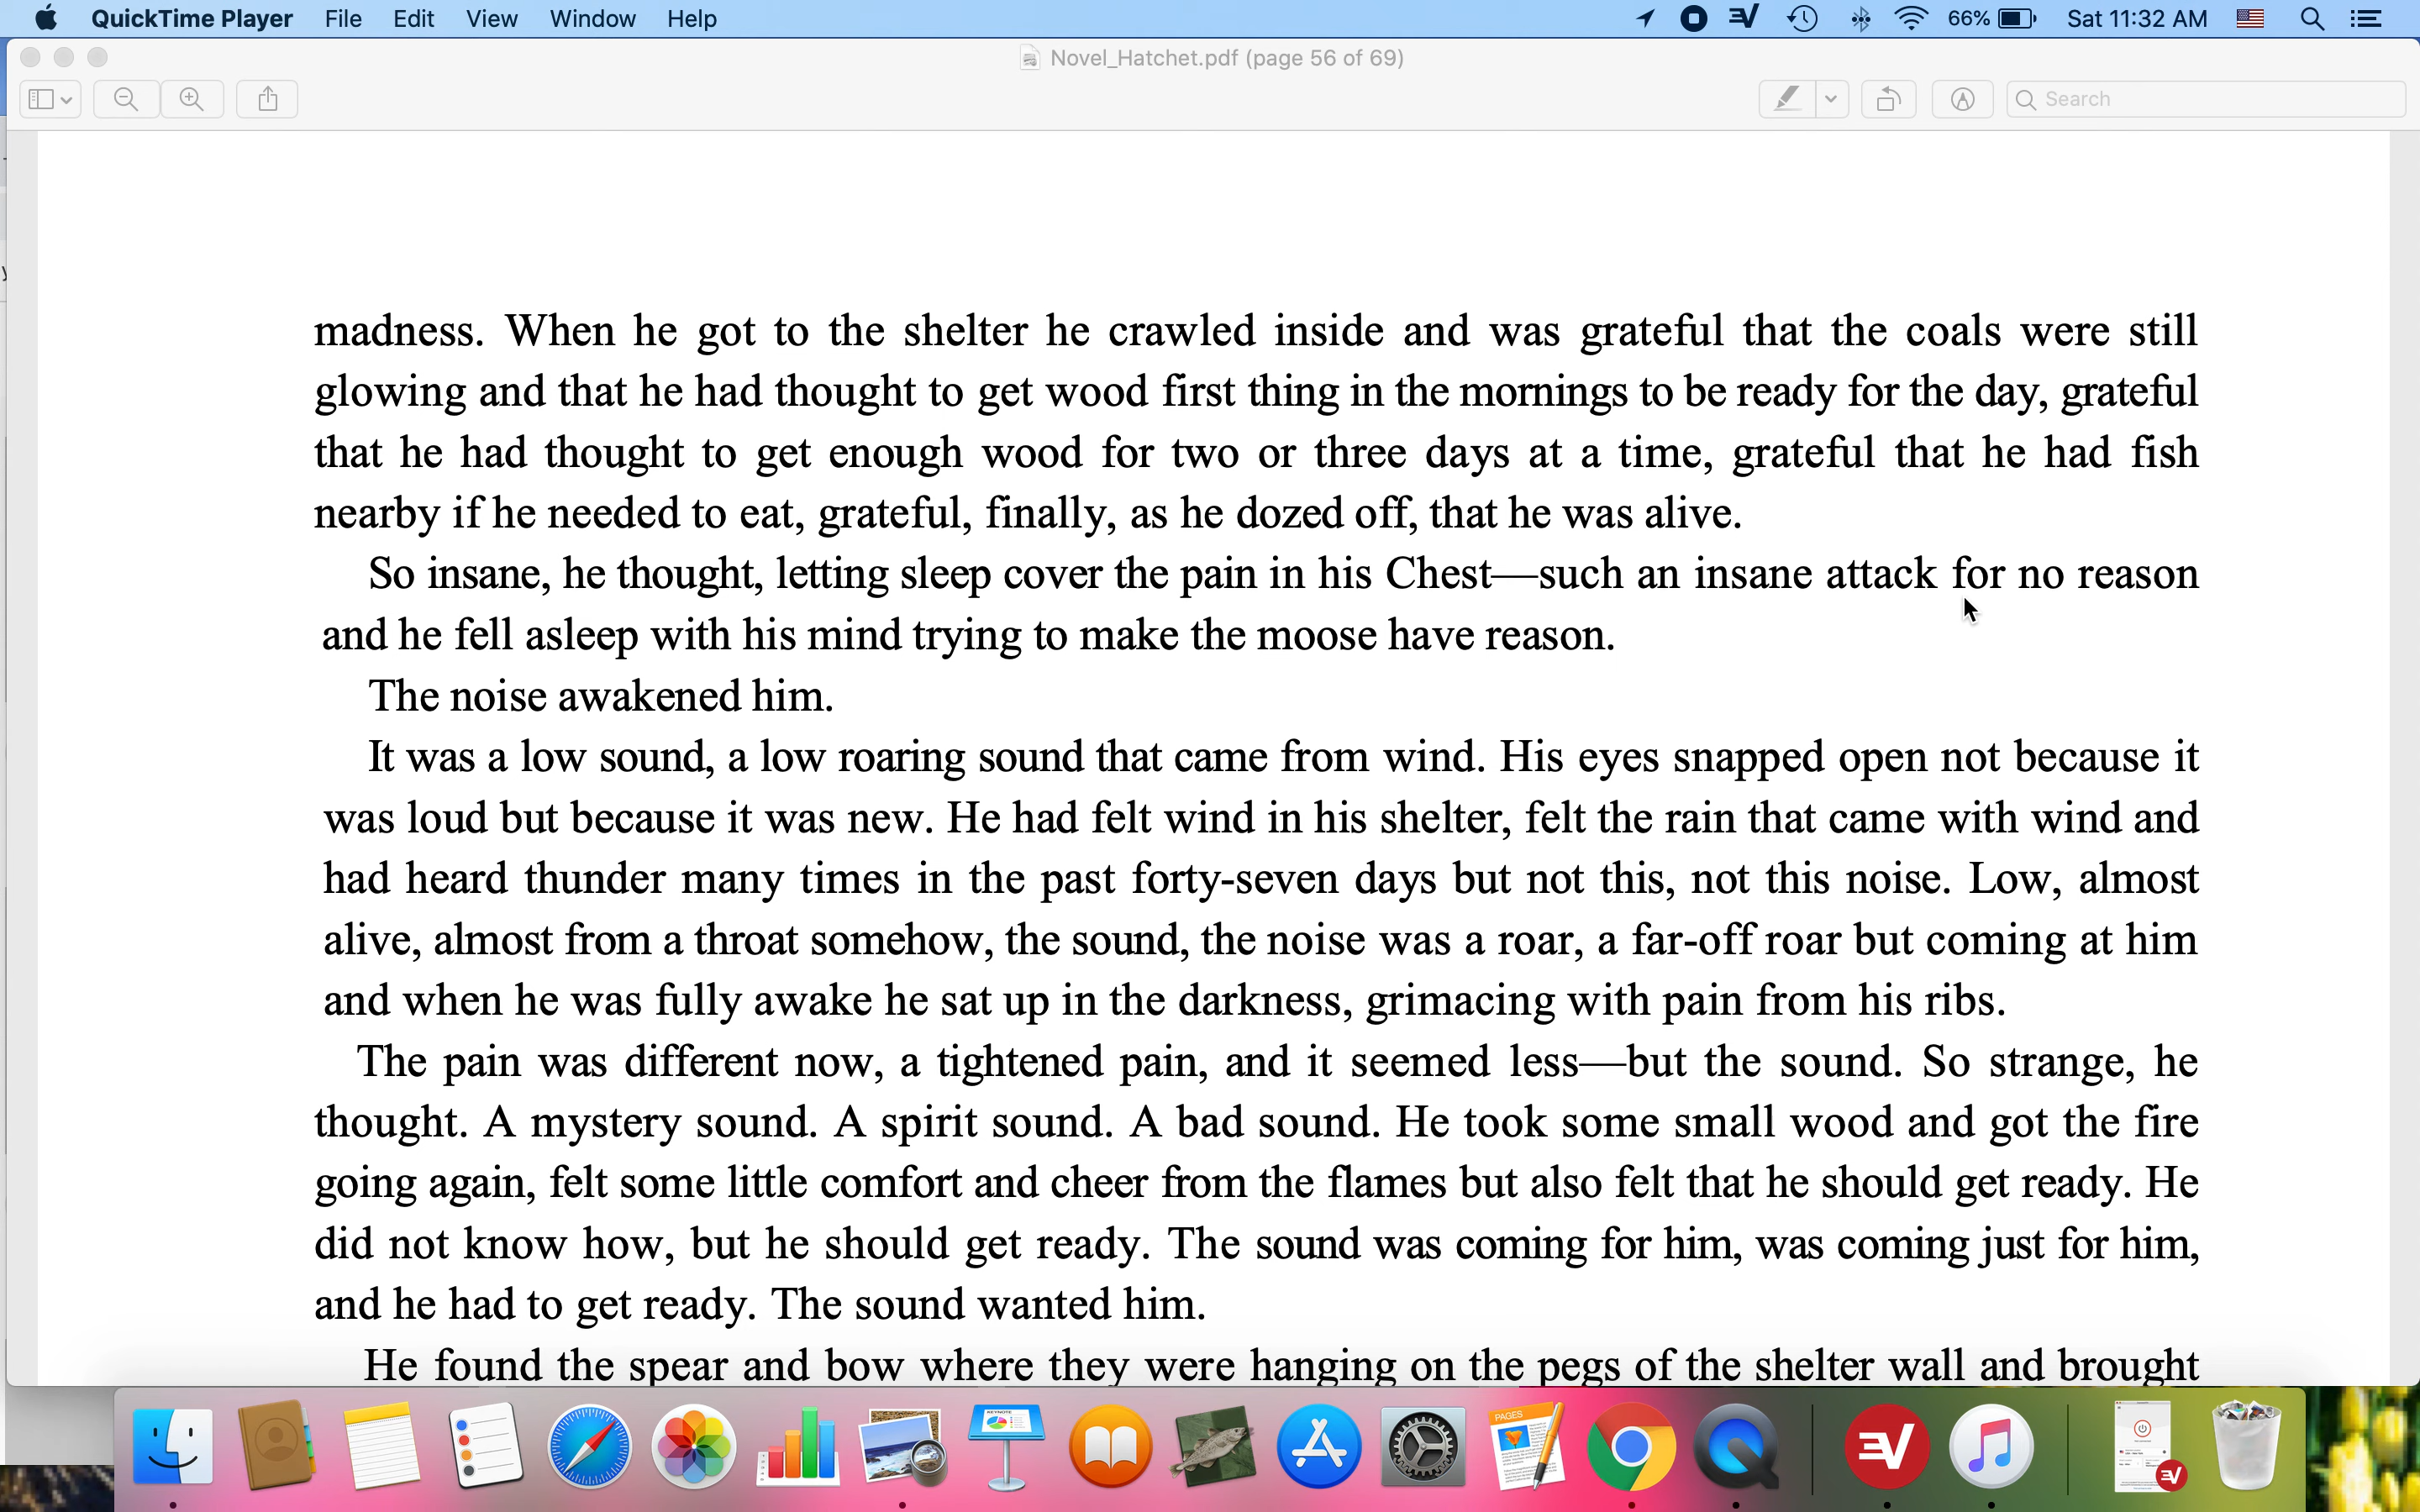 QuickTime Player File Edit View Window Help 66% Sat 11:32 AM
Novel_Hatchet.pdf (page 56 of 69)
Search
madness. When he got to the shelter he crawled inside and was grateful that the coals were still
glowing and that he had thought to get wood first thing in the mornings to be ready for the day, grateful
that he had thought to get enough wood for two or three days at a time, grateful that he had fish
nearby if he needed to eat, grateful, finally, as he dozed off, that he was alive.
So insane, he thought, letting sleep cover the pain in his Chest—such an insane attack for no reason
and he fell asleep with his mind trying to make the moose have reason.
The noise awakened him.
It was a low sound, a low roaring sound that came from wind. His eyes snapped open not because it
was loud but because it was new. He had felt wind in his shelter, felt the rain that came with wind and
had heard thunder many times in the past forty-seven days but not this, not this noise. Low, almost
alive, almost from a throat somehow, the sound, the noise was a roar, a far-off roar but coming at him
and when he was fully awake he sat up in the darkness, grimacing with pain from his ribs.
The pain was different now, a tightened pain, and it seemed less—but the sound. So strange, he
thought. A mystery sound. A spirit sound. A bad sound. He took some small wood and got the fire
going again, felt some little comfort and cheer from the flames but also felt that he should get ready. He
did not know how, but he should get ready. The sound was coming for him, was coming just for him,
and he had to get ready. The sound wanted him.
He found the spear and bow where they were hanging on the pegs of the shelter wall and brought
KEYNOTE
PAGES